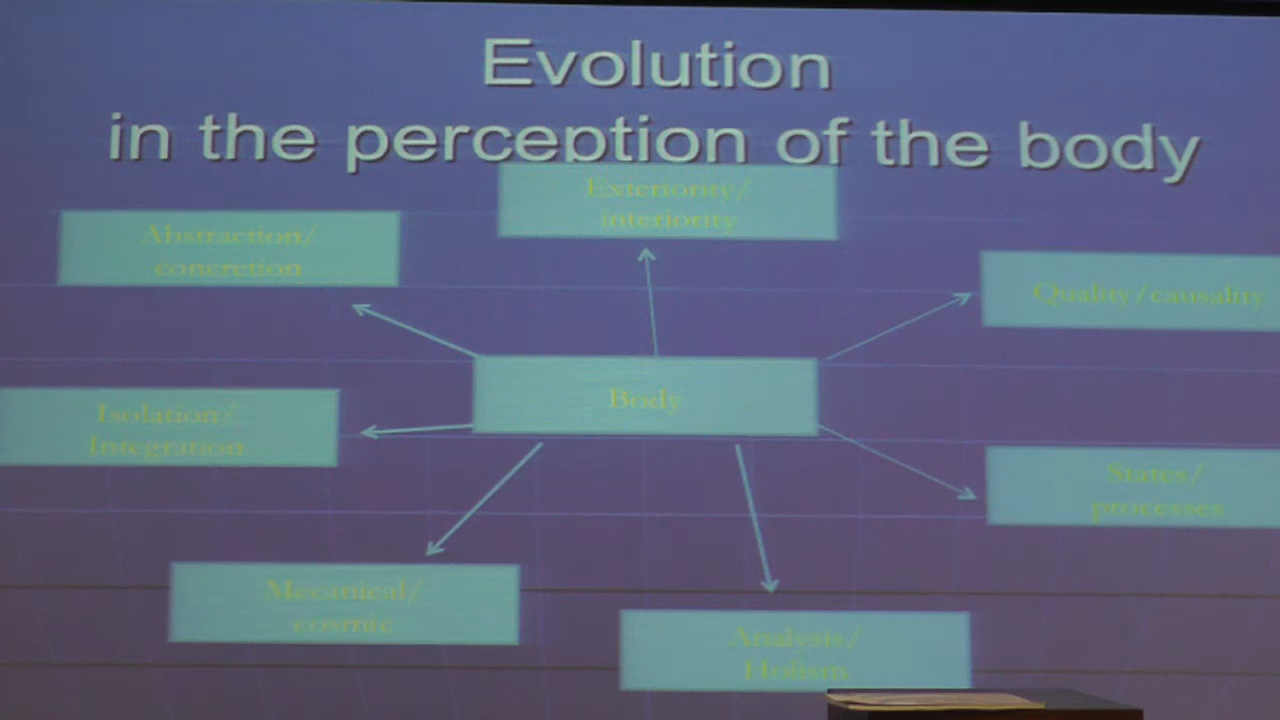 Evolution
in the perception of the body
Exteriority/
interiority
Abstraction/
concretion
Quality/causality
Body
Isolation/
Integration
States/
processes
Mecanical/
cosmic
Analysis/
Holism